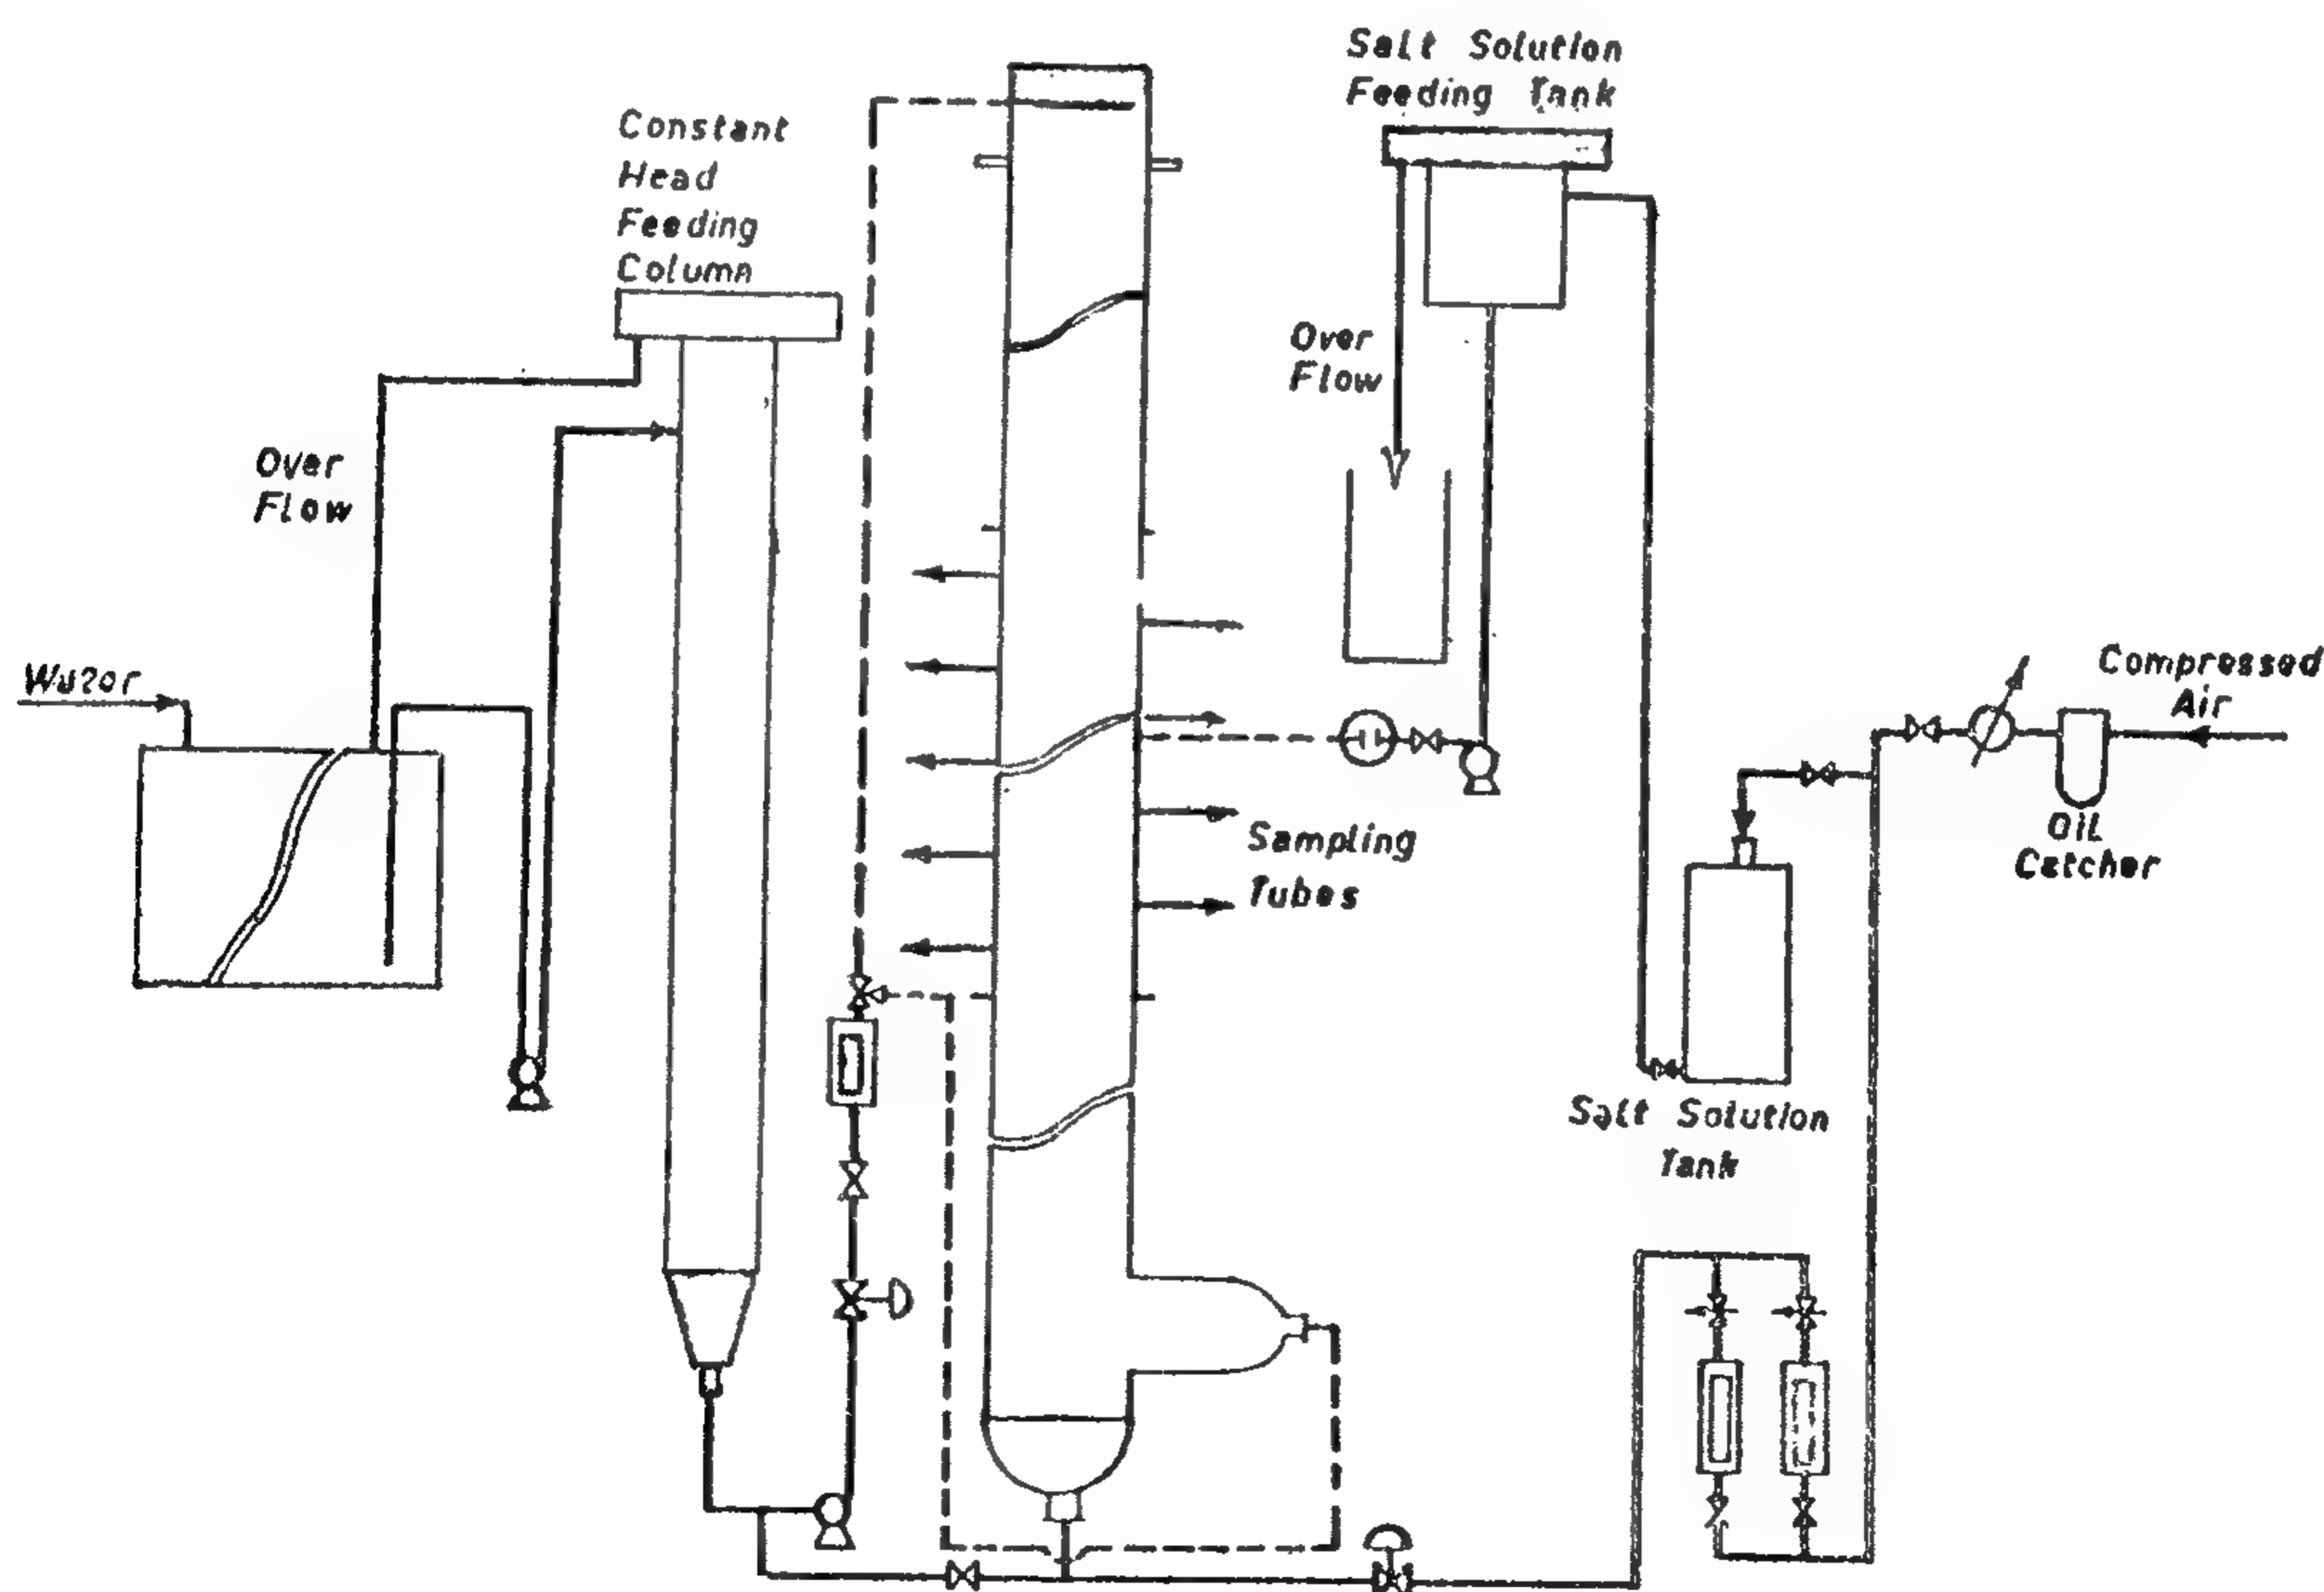 Salt Solution
Feeding Tank
Constant
Head
Feeding
Column
Over
Flow
Over
Flow
Water
Compressed
Air
Oil
Catcher
Sampling
Tubes
Salt Solution
Tank